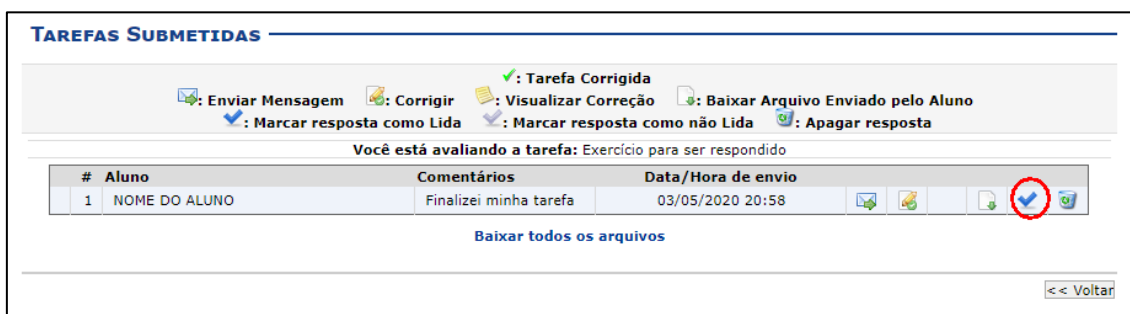 TAREFAS SUBMETIDAS
: Tarefa Corrigida
: Enviar Mensagem : Corrigir : Visualizar Correção : Baixar Arquivo Enviado pelo Aluno
: Marcar resposta como Lida : Marcar resposta como não Lida : Apagar resposta
Você está avaliando a tarefa: Exercício para ser respondido
# Aluno Comentários Data/Hora de envio
1 NOME DO ALUNO Finalizei minha tarefa 03/05/2020 20:58
Baixar todos os arquivos
<< Voltar